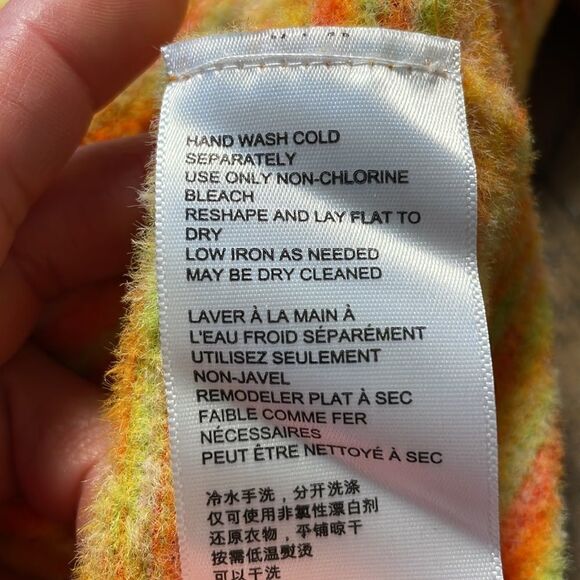 HAND WASH COLD
SEPARATELY
USE ONLY NON-CHLORINE
BLEACH
RESHAPE AND LAY FLAT TO
DRY
LOW IRON AS NEEDED
MAY BE DRY CLEANED
LAVER À LA MAIN À
L'EAU FROID SÉPARÉMENT
UTILISEZ SEULEMENT
NON-JAVEL
REMODELER PLAT À SEC
FAIBLE COMME FER
NÉCESSAIRES
PEUT ÊTRE NETTOYÉ À SEC
冷水手洗，分开洗涤
仅可使用非氯性漂白剂
还原衣物，平铺晾干
按需低温熨烫
可以干洗